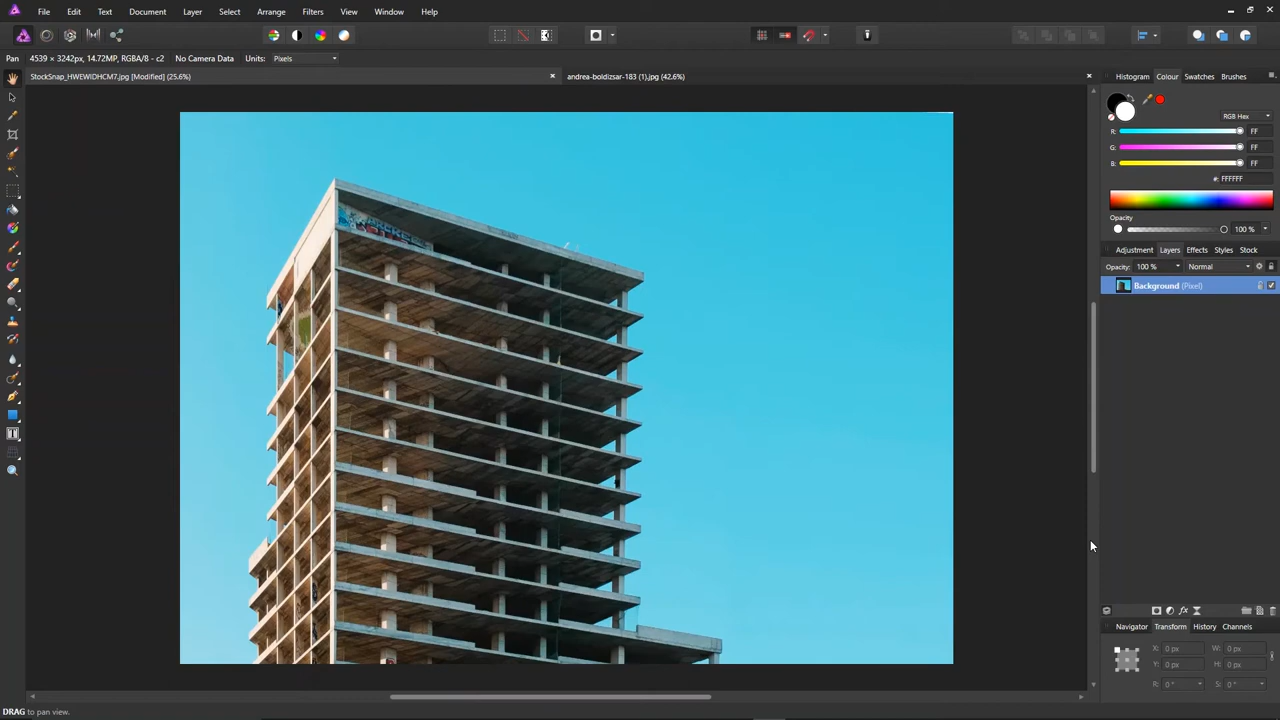 File Edit Text Document Layer Select Arrange Filters View Window Help
Pan 4539 × 3242px, 14.72MP, RGBA/8 - c2 No Camera Data Units: Pixels
StockSnap_HWEWIDHCM7.jpg [Modified] (25.6%) andrea-boldizsar-183 (1).jpg (42.6%)
Histogram Colour Swatches Brushes
RGB Hex
R: FF
G: FF
B: FF
#: FFFFFF
Opacity
100 %
Adjustment Layers Effects Styles Stock
Opacity: 100 % Normal
Background (Pixel)
Navigator Transform History Channels
X: 0 px W: 0 px
Y: 0 px H: 0 px
R: 0 ° S: 0 °
DRAG to pan view.